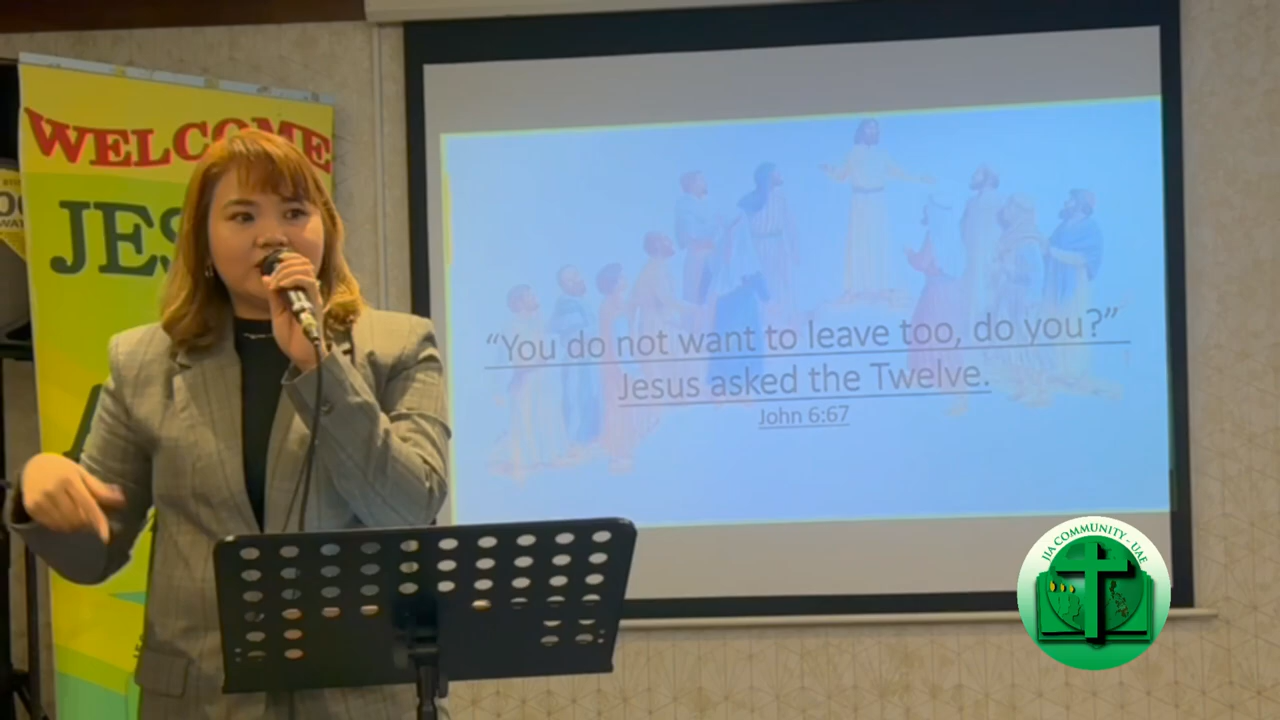 WELCOME
JES
“You do not want to leave too, do you?”
Jesus asked the Twelve.
John 6:67
JIA COMMUNITY - UAE